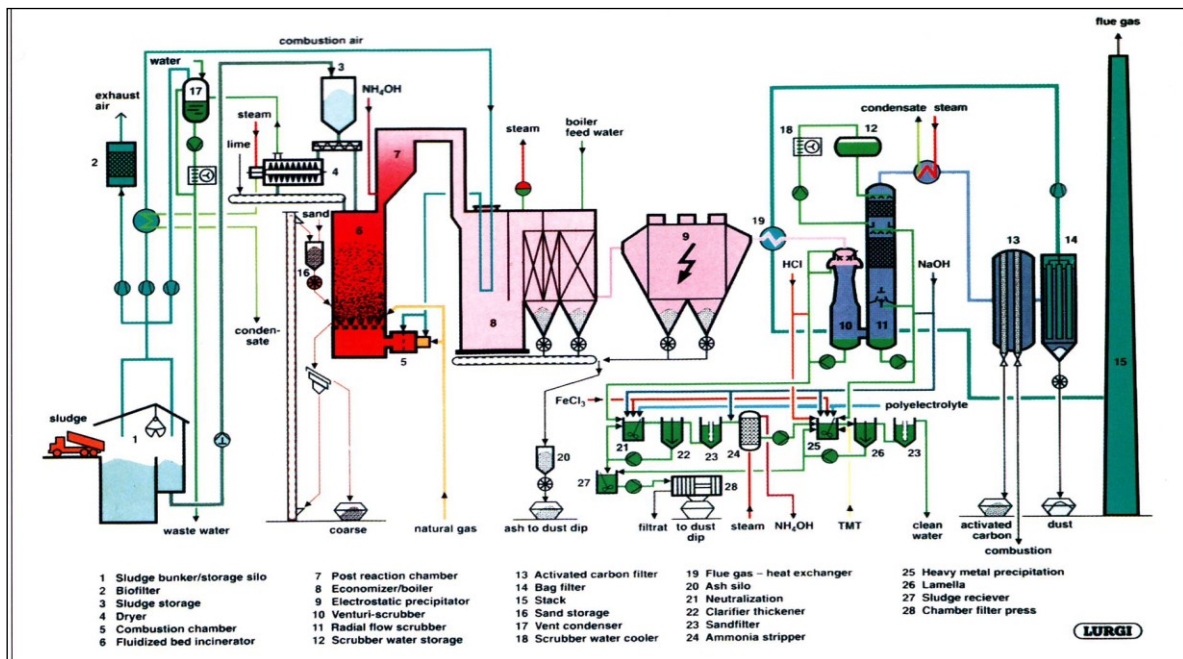 flue gas
combustion air
water
3
NH₄OH
17
exhaust
air
steam
steam
boiler
feed water
condensate steam
18
12
2
lime
4
7
sand
6
9
19
HCl
13
14
NaOH
16
conden-
sate
8
10
11
5
15
sludge
1
FeCl₃
polyelectrolyte
20
21
22
23
24
25
26
23
27
28
waste water
coarse
natural gas
ash to dust dip
filtrat
to dust
dip
steam
NH₄OH
TMT
clean
water
activated
carbon
dust
combustion
1 Sludge bunker/storage silo
2 Biofilter
3 Sludge storage
4 Dryer
5 Combustion chamber
6 Fluidized bed incinerator
7 Post reaction chamber
8 Economizer/boiler
9 Electrostatic precipitator
10 Venturi-scrubber
11 Radial flow scrubber
12 Scrubber water storage
13 Activated carbon filter
14 Bag filter
15 Stack
16 Sand storage
17 Vent condenser
18 Scrubber water cooler
19 Flue gas – heat exchanger
20 Ash silo
21 Neutralization
22 Clarifier thickener
23 Sandfilter
24 Ammonia stripper
25 Heavy metal precipitation
26 Lamella
27 Sludge reciever
28 Chamber filter press
LURGI